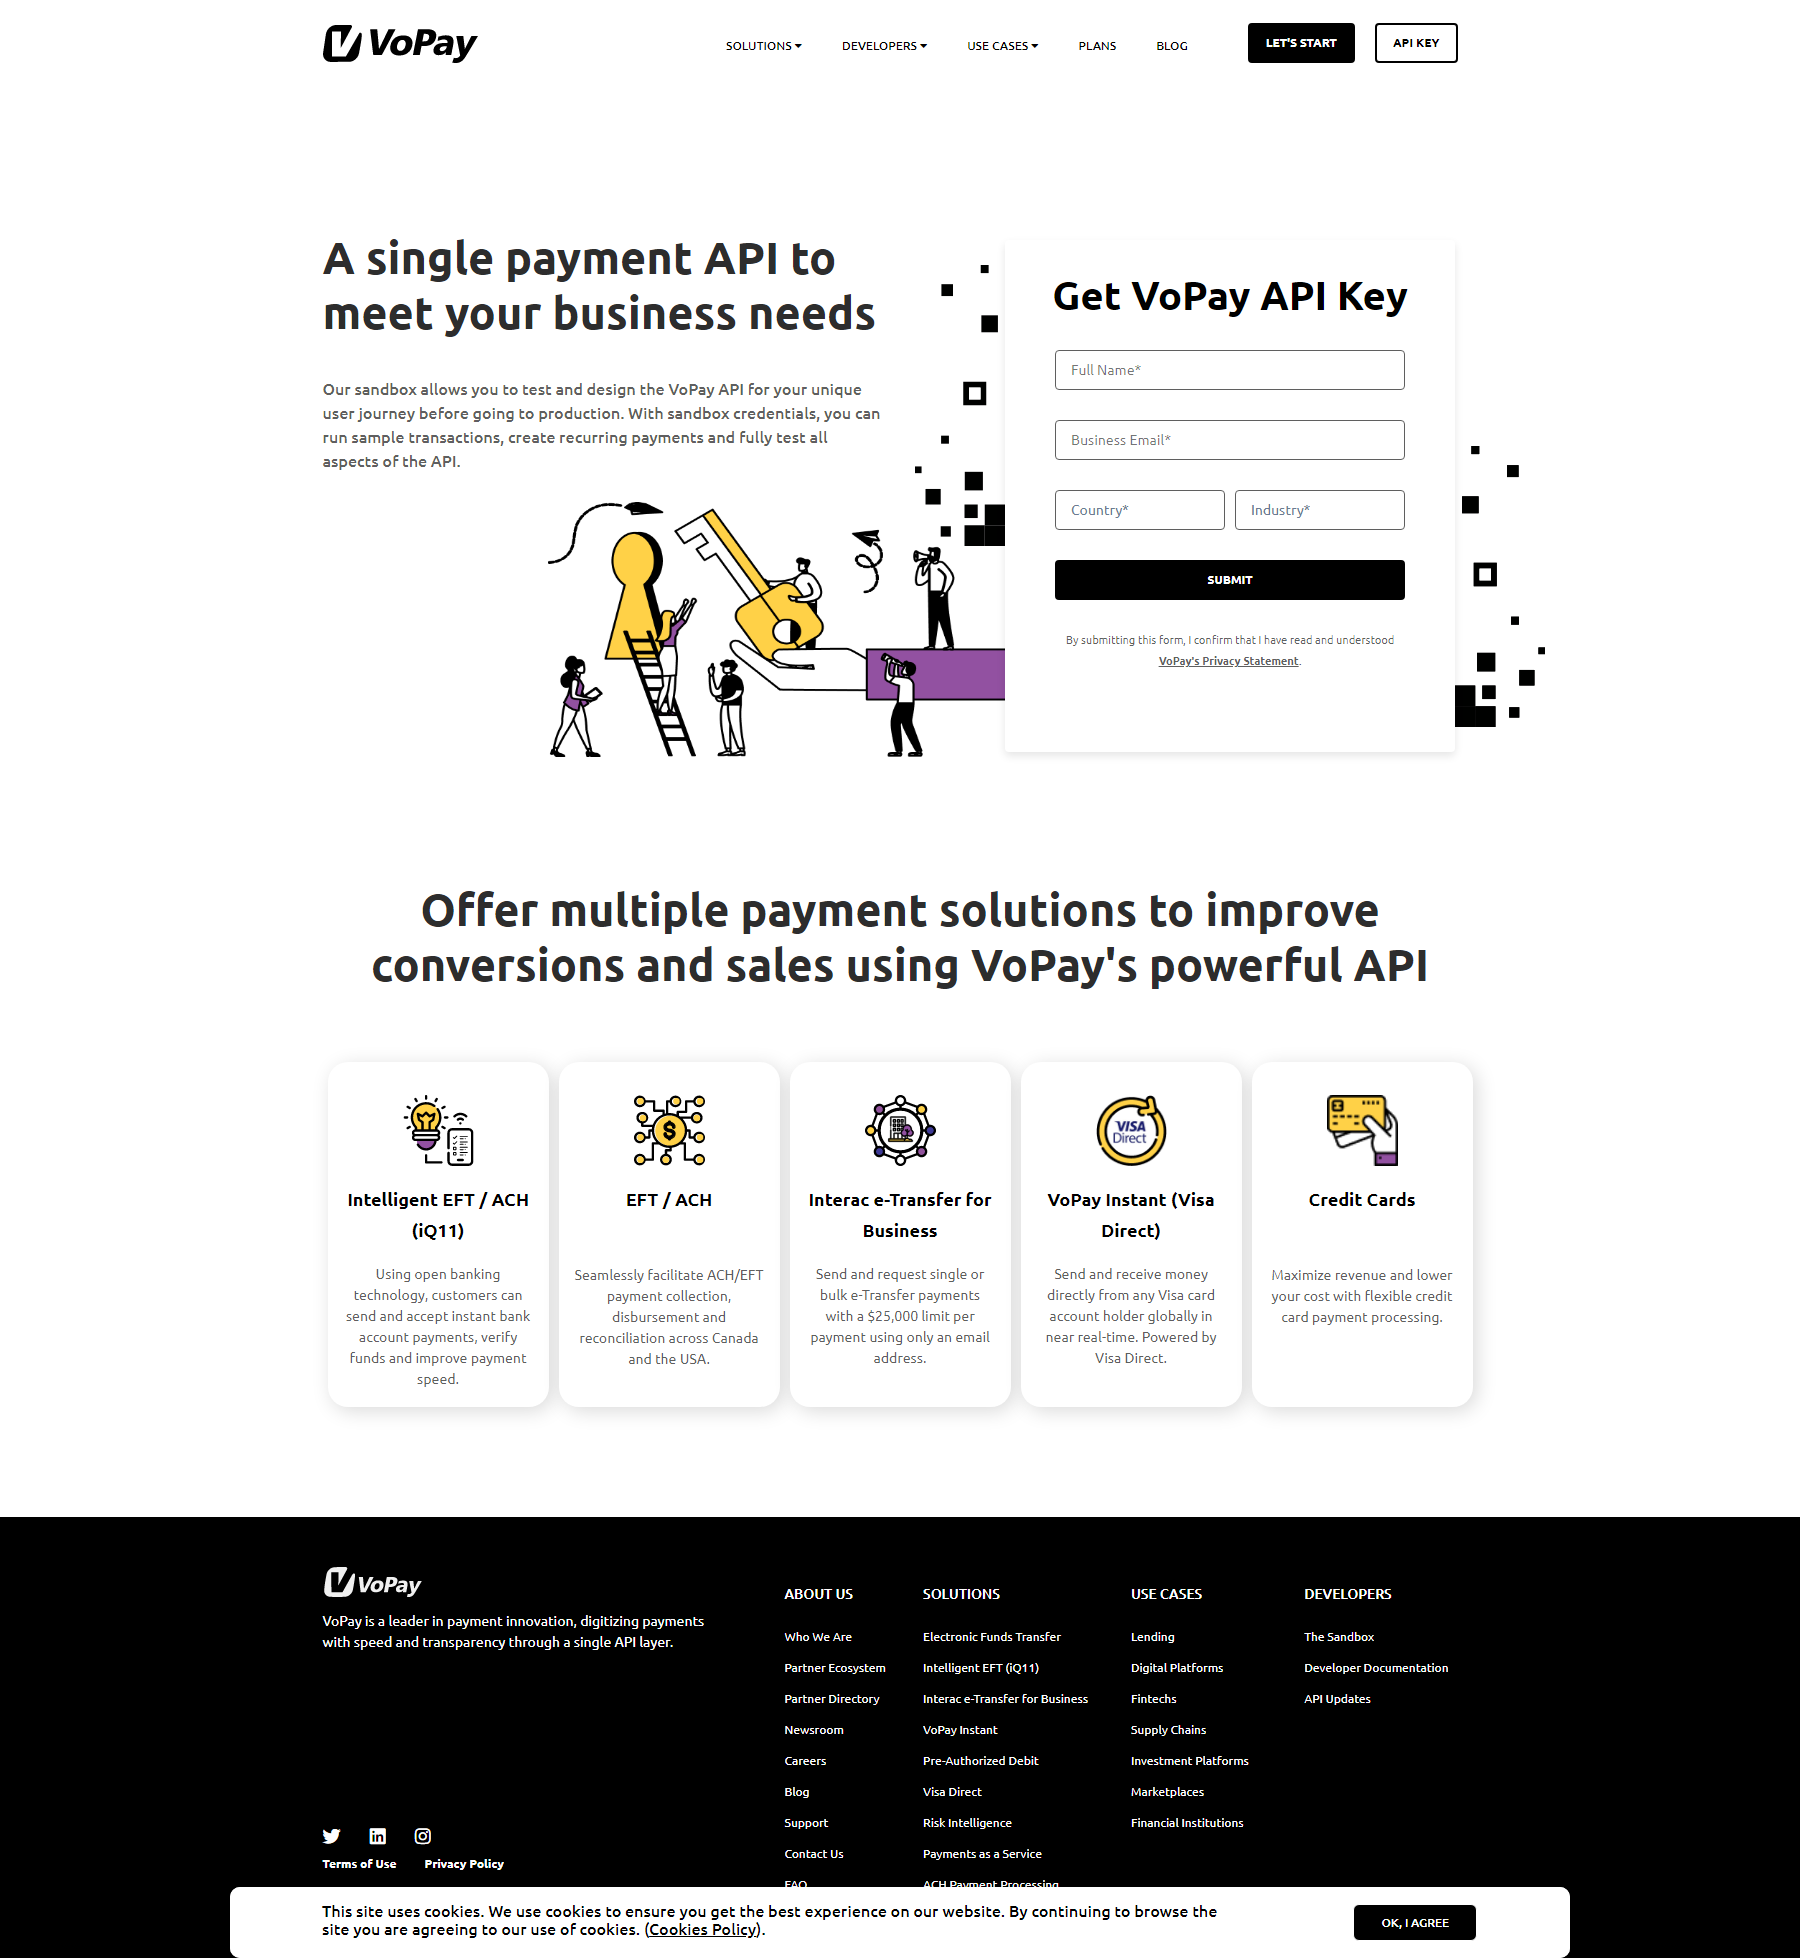 VoPay
SOLUTIONS
DEVELOPERS
USE CASES
PLANS
BLOG
LET'S START
API KEY
A single payment API to
meet your business needs
Our sandbox allows you to test and design the VoPay API for your unique
user journey before going to production. With sandbox credentials, you can
run sample transactions, create recurring payments and fully test all
aspects of the API.
Get VoPay API Key
Full Name*
Business Email*
Country*
Industry*
SUBMIT
By submitting this form, I confirm that I have read and understood
VoPay's Privacy Statement.
Offer multiple payment solutions to improve
conversions and sales using VoPay's powerful API
Intelligent EFT / ACH
(iQ11)
Using open banking
technology, customers can
send and accept instant bank
account payments, verify
funds and improve payment
speed.
$
EFT / ACH
Seamlessly facilitate ACH/EFT
payment collection,
disbursement and
reconciliation across Canada
and the USA.
Interac e-Transfer for
Business
Send and request single or
bulk e-Transfer payments
with a $25,000 limit per
payment using only an email
address.
VISA
Direct
VoPay Instant (Visa
Direct)
Send and receive money
directly from any Visa card
account holder globally in
near real-time. Powered by
Visa Direct.
Credit Cards
Maximize revenue and lower
your cost with flexible credit
card payment processing.
VoPay
VoPay is a leader in payment innovation, digitizing payments
with speed and transparency through a single API layer.
Terms of Use
Privacy Policy
ABOUT US
Who We Are
Partner Ecosystem
Partner Directory
Newsroom
Careers
Blog
Support
Contact Us
FAQ
SOLUTIONS
Electronic Funds Transfer
Intelligent EFT (iQ11)
Interac e-Transfer for Business
VoPay Instant
Pre-Authorized Debit
Visa Direct
Risk Intelligence
Payments as a Service
ACH Payment Processing
USE CASES
Lending
Digital Platforms
Fintechs
Supply Chains
Investment Platforms
Marketplaces
Financial Institutions
DEVELOPERS
The Sandbox
Developer Documentation
API Updates
This site uses cookies. We use cookies to ensure you get the best experience on our website. By continuing to browse the
site you are agreeing to our use of cookies. (Cookies Policy).
OK, I AGREE